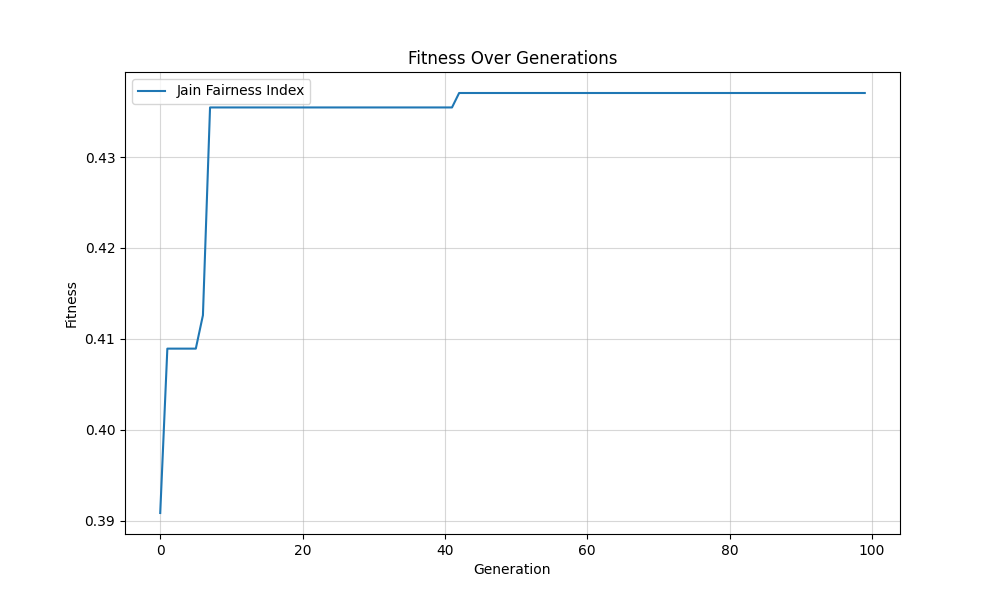 Fitness Over Generations
Jain Fairness Index
0.43
0.42
0.41
0.40
0.39
Fitness
0 20 40 60 80 100
Generation